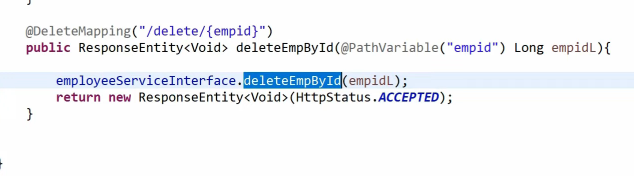 }
@DeleteMapping("/delete/{empid}")
public ResponseEntity<Void> deleteEmpById(@PathVariable("empid") Long empidL){
employeeServiceInterface.deleteEmpById(empidL);
return new ResponseEntity<Void>(HttpStatus.ACCEPTED);
}
}